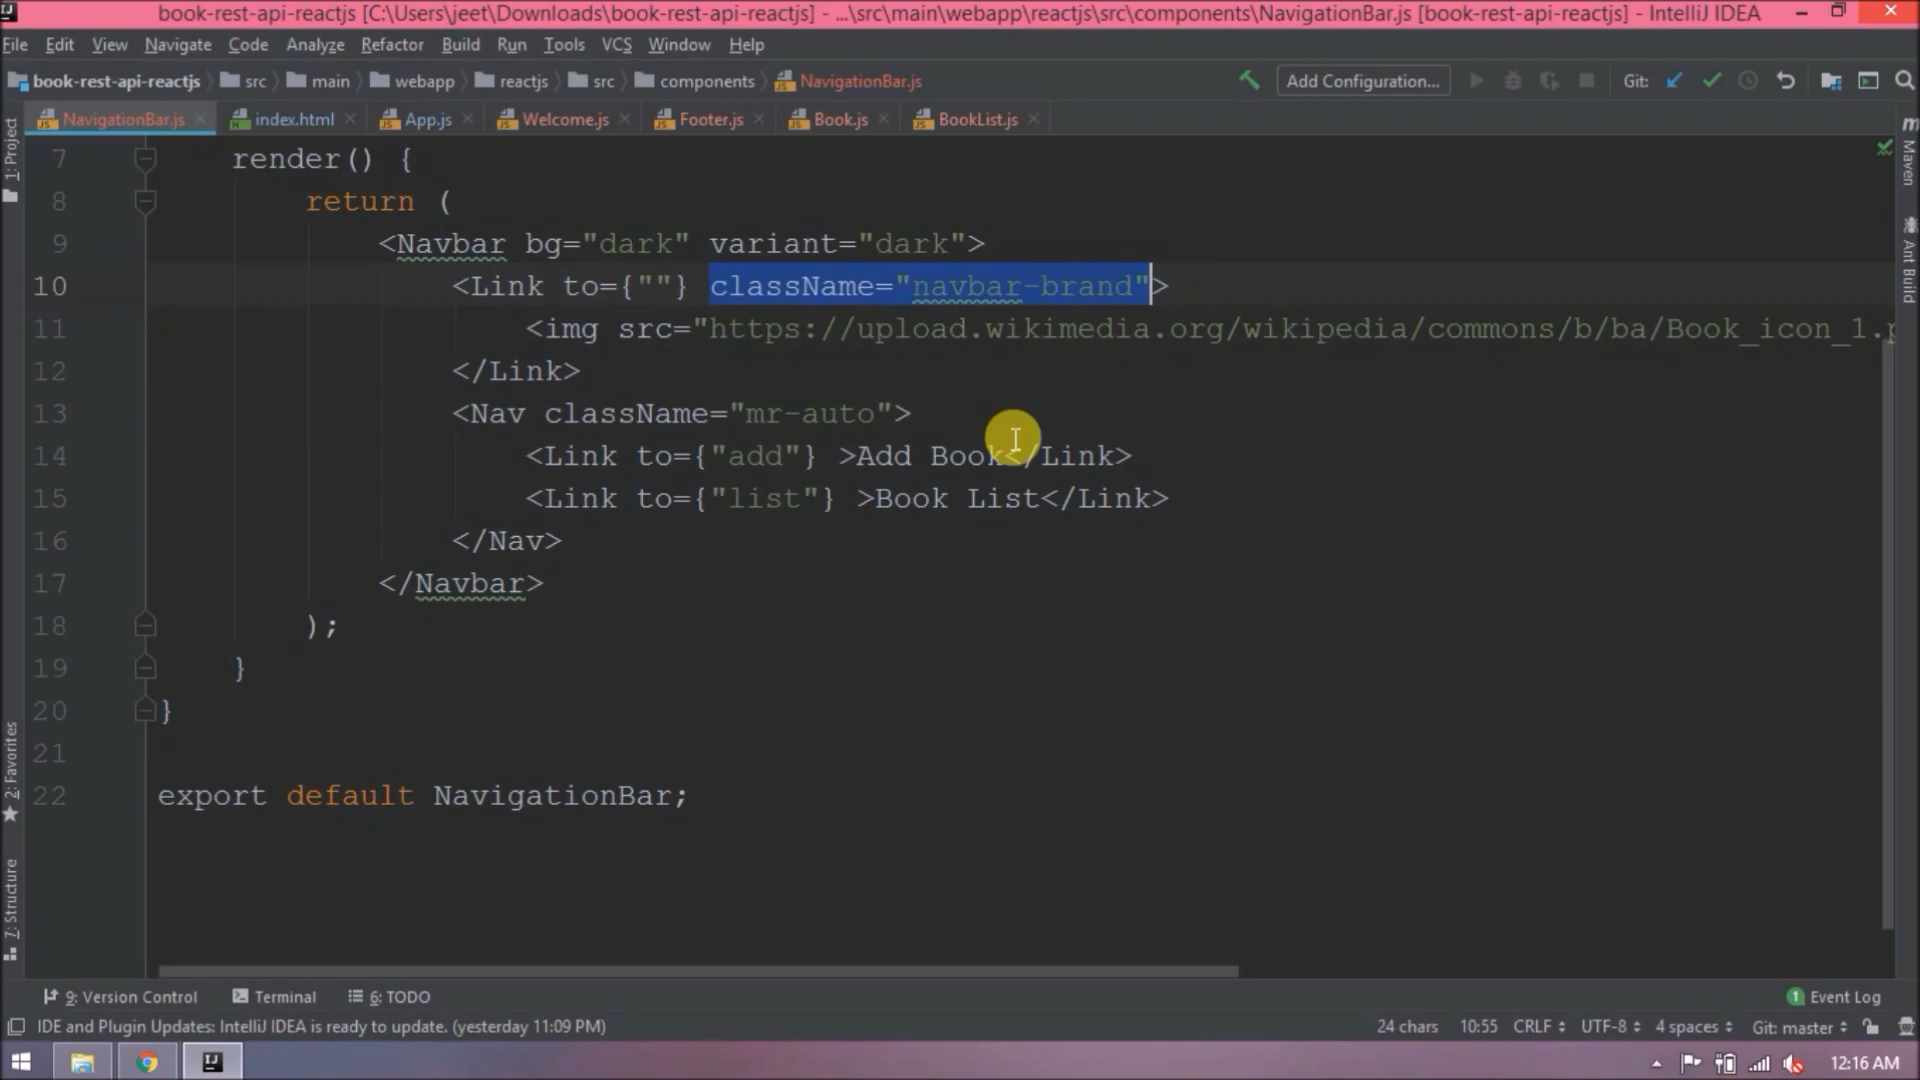 book-rest-api-reactjs [C:\Users\jeet\Downloads\book-rest-api-reactjs] - ...\src\main\webapp\reactjs\src\components\NavigationBar.js [book-rest-api-reactjs] - IntelliJ IDEA
File Edit View Navigate Code Analyze Refactor Build Run Tools VCS Window Help
book-rest-api-reactjs src main webapp reactjs src components NavigationBar.js Add Configuration... Git:
NavigationBar.js index.html App.js Welcome.js Footer.js Book.js BookList.js
1: Project
Maven
Ant Build
7 render() {
8 return (
9 <Navbar bg="dark" variant="dark">
10 <Link to={""} className="navbar-brand">
11 <img src="https://upload.wikimedia.org/wikipedia/commons/b/ba/Book_icon_1.p
12 </Link>
13 <Nav className="mr-auto">
14 <Link to={"add"} >Add Book</Link>
15 <Link to={"list"} >Book List</Link>
16 </Nav>
17 </Navbar>
18 );
19 }
20 }
21
22 export default NavigationBar;
2: Favorites
7: Structure
9: Version Control Terminal 6: TODO 1 Event Log
IDE and Plugin Updates: IntelliJ IDEA is ready to update. (yesterday 11:09 PM) 24 chars 10:55 CRLF UTF-8 4 spaces Git: master
12:16 AM